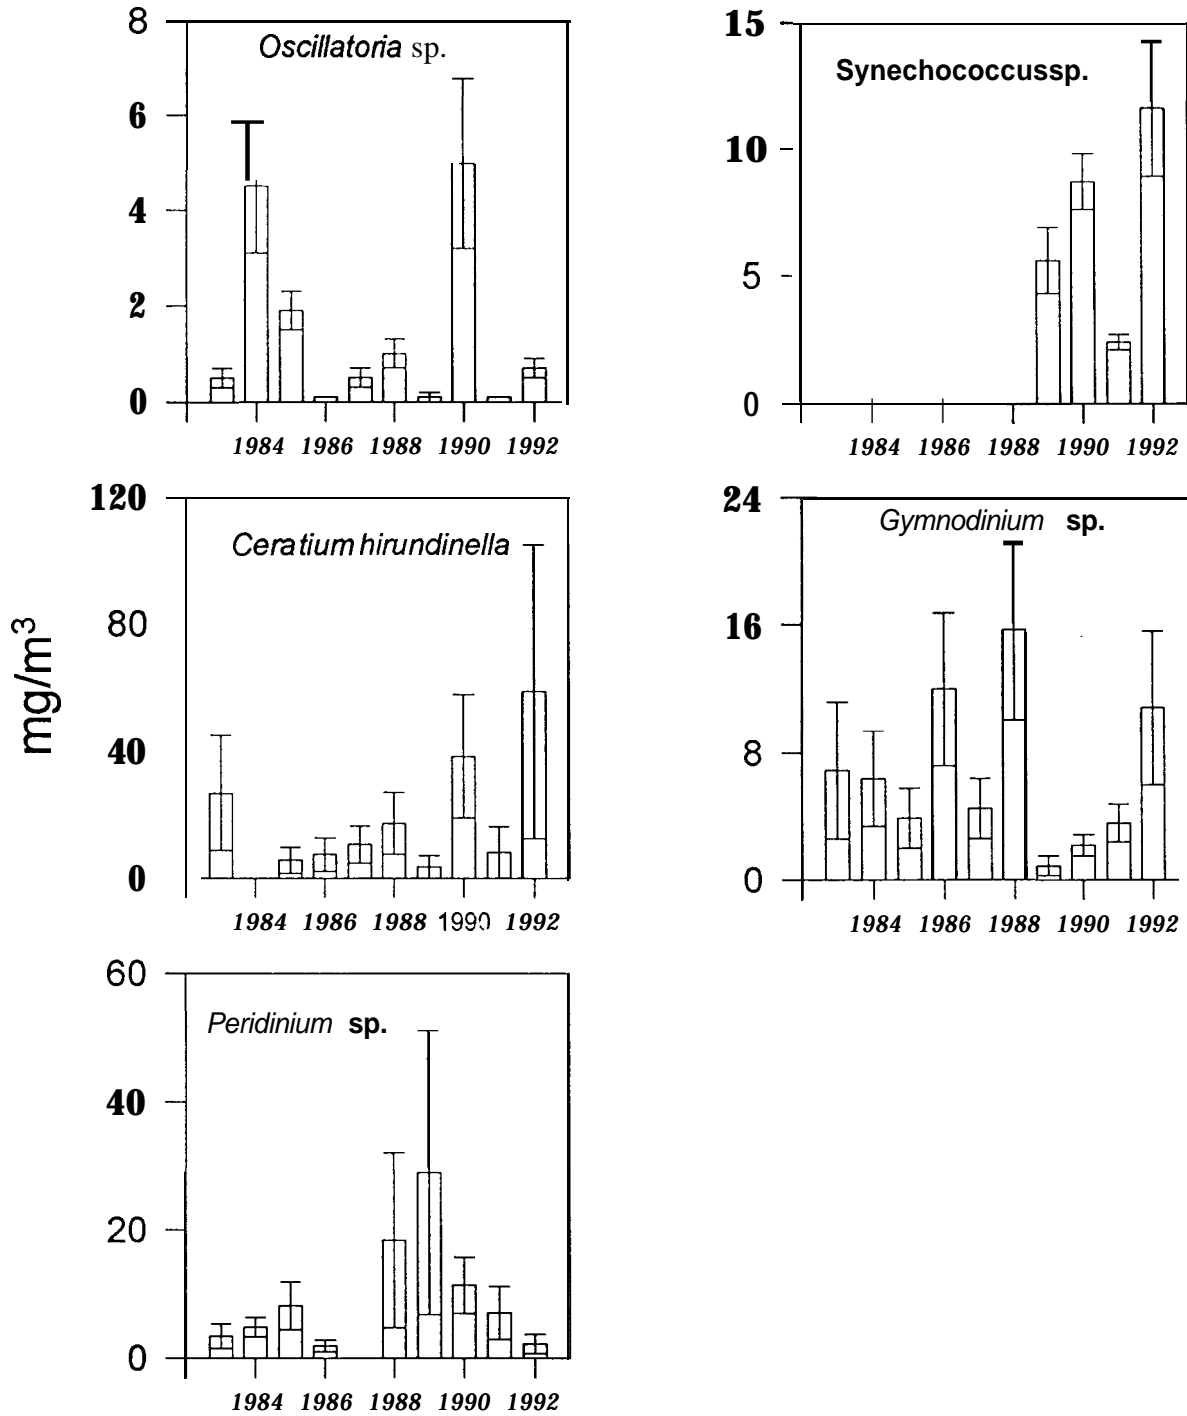 mg/m³
Oscillatoria sp.
8
6
4
2
0
1984 1986 1988 1990 1992
Synechococcussp.
15
10
5
0
1984 1986 1988 1990 1992
Ceratium hirundinella
120
80
40
0
1984 1986 1988 1990 1992
Gymnodinium sp.
24
16
8
0
1984 1986 1988 1990 1992
Peridinium sp.
60
40
20
0
1984 1986 1988 1990 1992